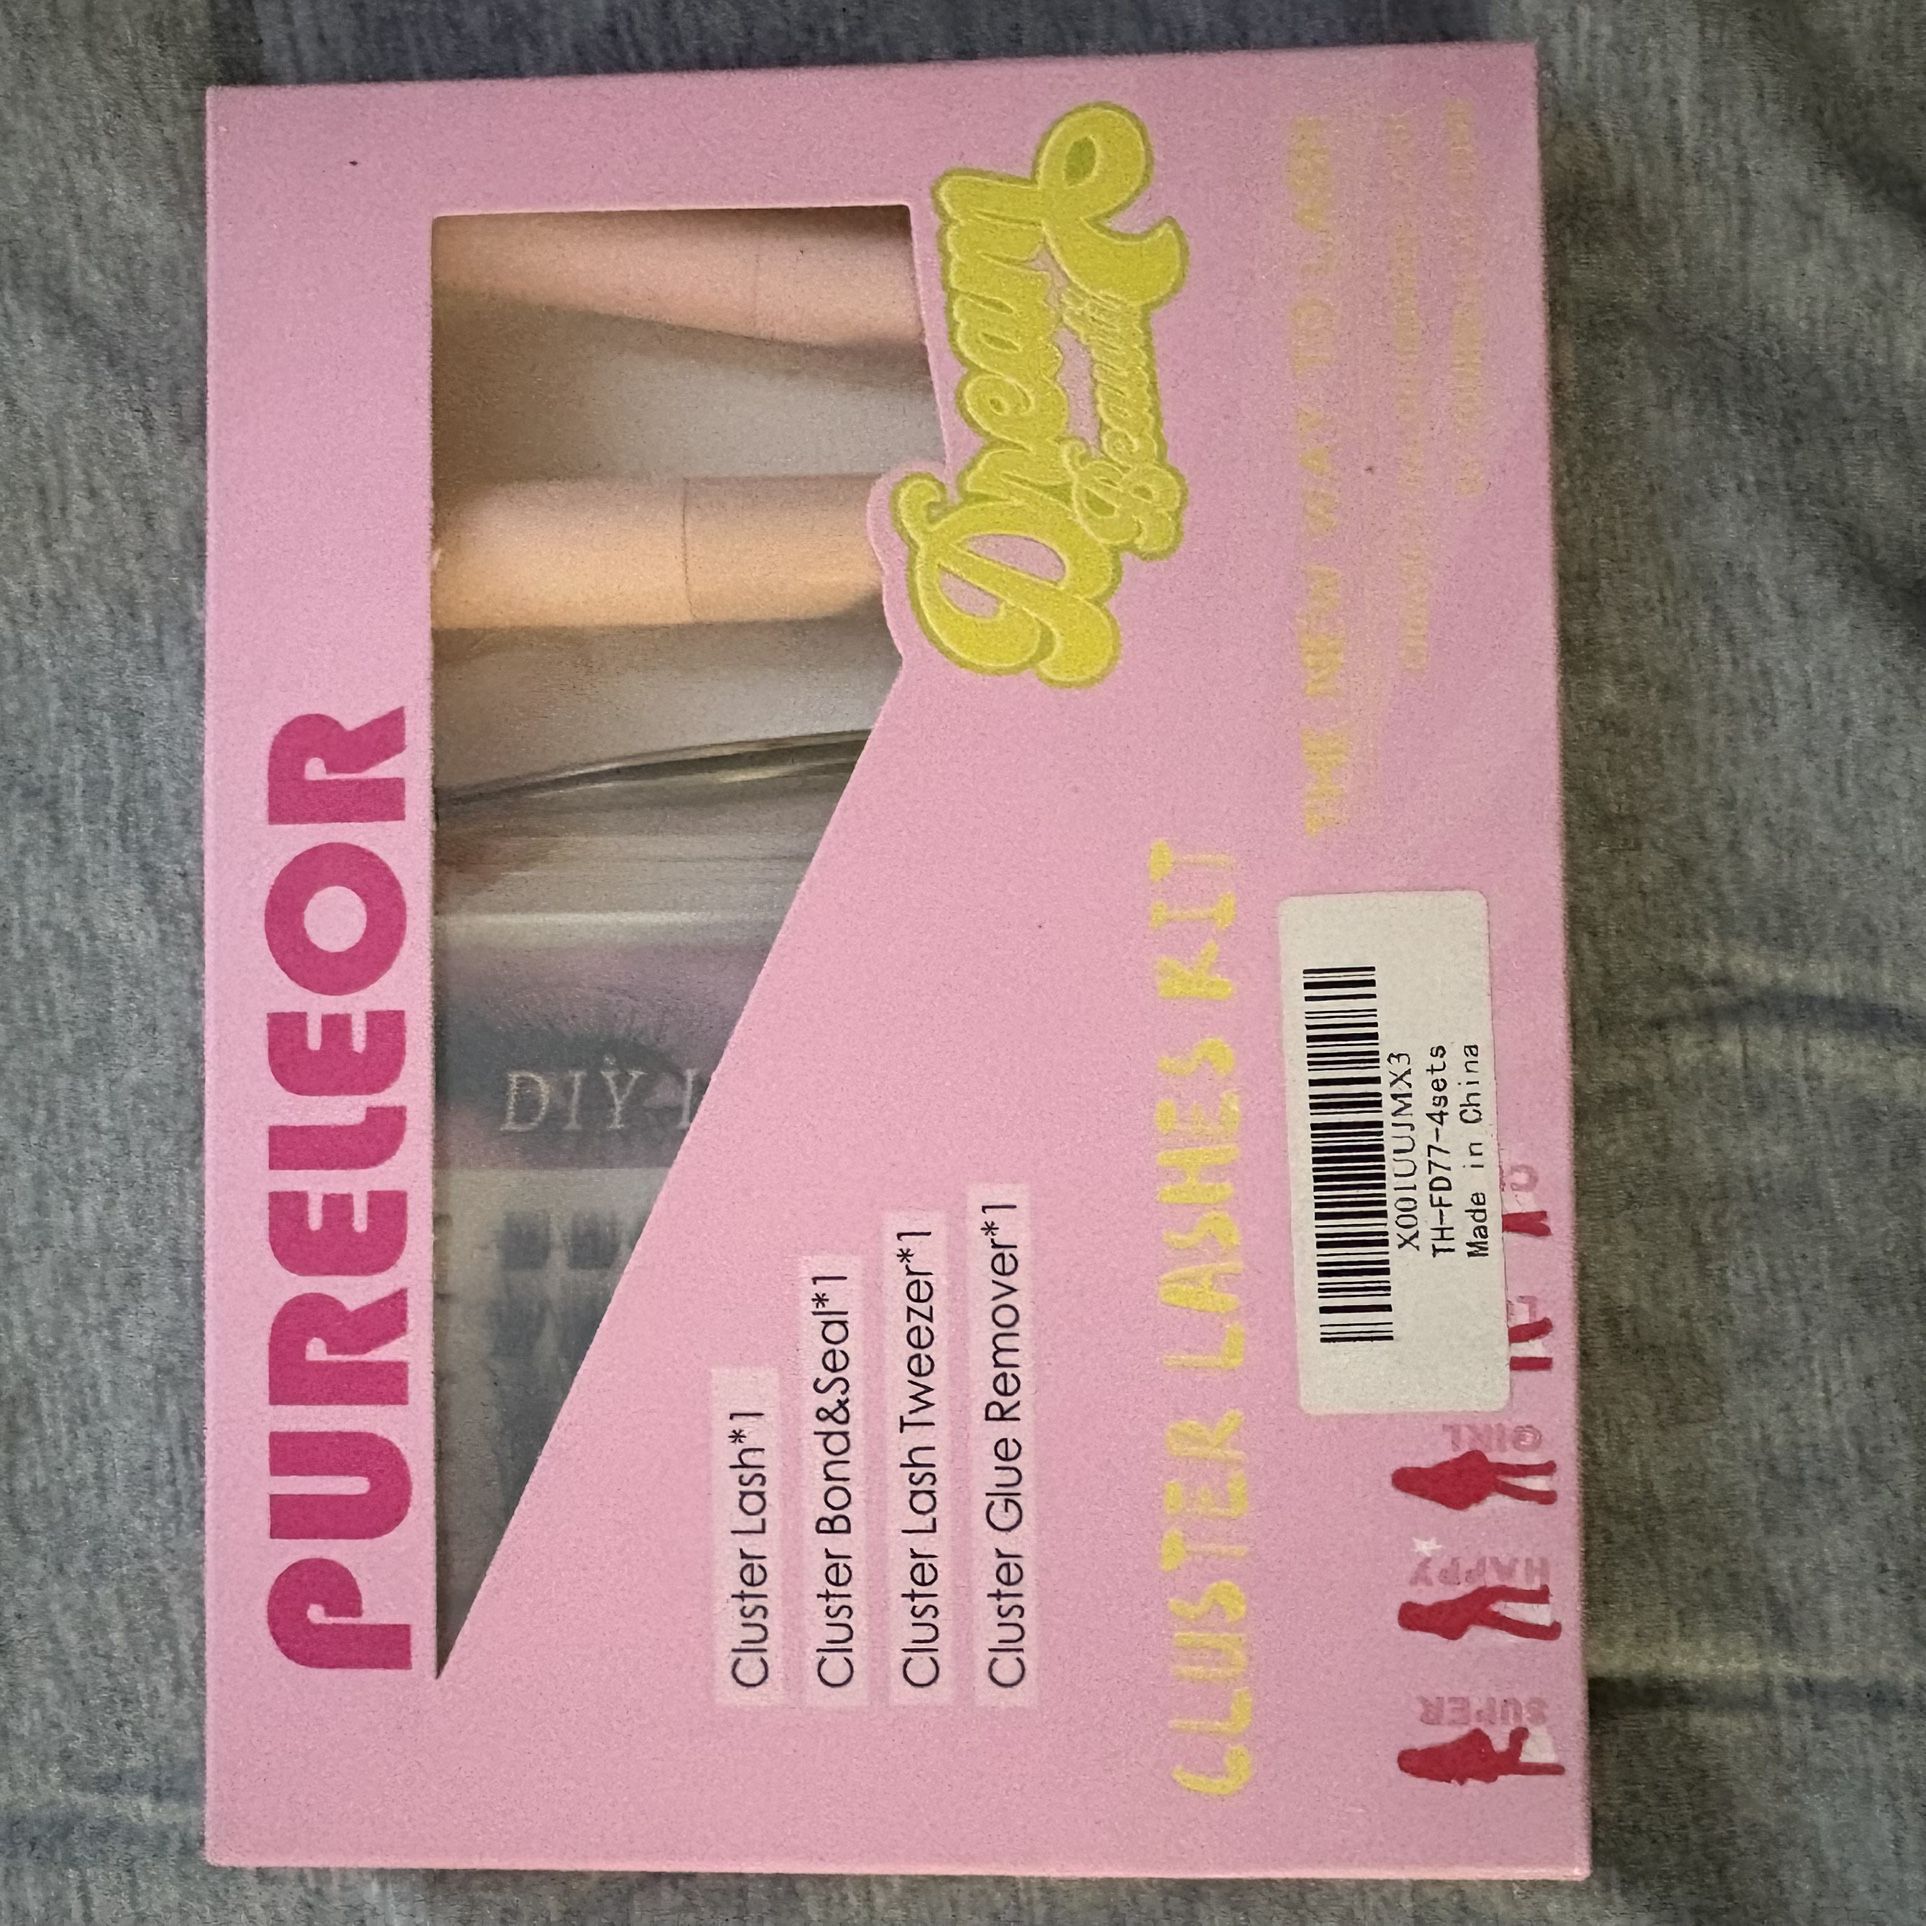 PURELEOR
DIY L
Dream
Beauty
Cluster Lash*1
Cluster Bond&Seal*1
Cluster Lash Tweezer*1
Cluster Glue Remover*1
CLUSTER LASHES KIT
THE NEW WAY TO LASH
X001UUJMX3
TH-FD77-4sets
Made in China
SUPER
HAPPY
GIRL